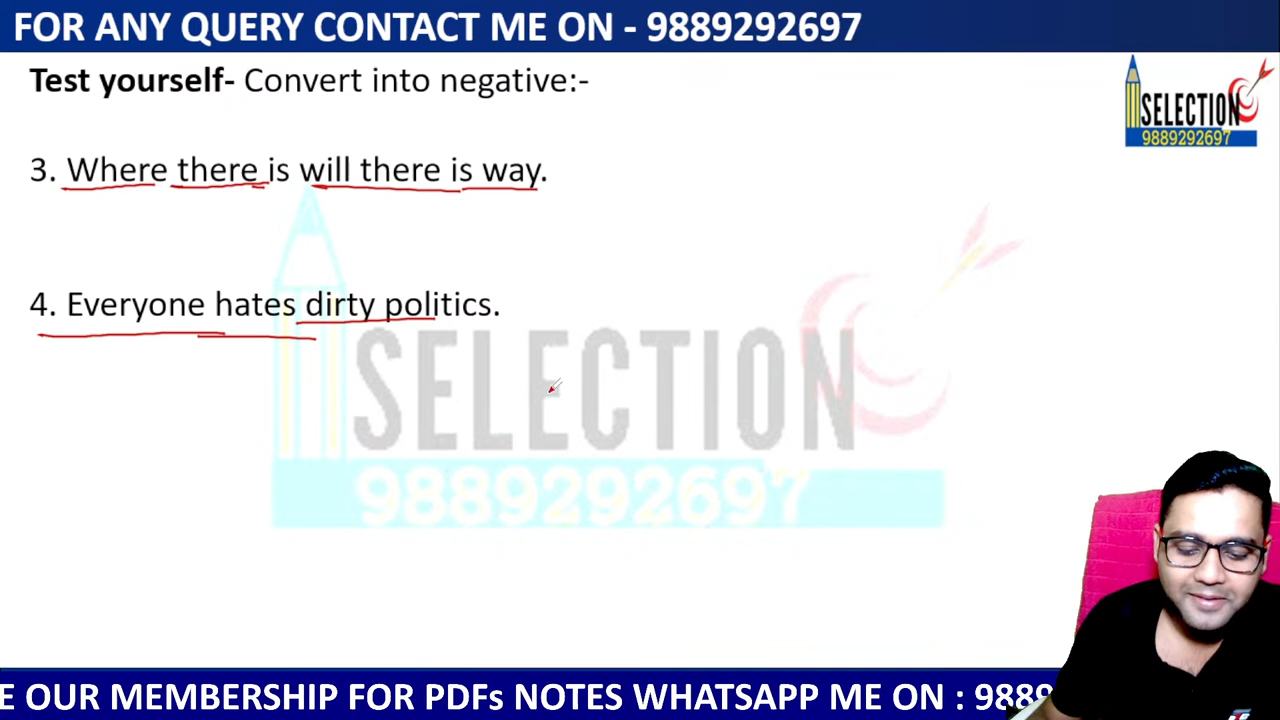 FOR ANY QUERY CONTACT ME ON - 9889292697
Test yourself- Convert into negative:-
SELECTION
9889292697
3. Where there is will there is way.
4. Everyone hates dirty politics.
SELECTION
9889292697
E OUR MEMBERSHIP FOR PDFs NOTES WHATSAPP ME ON : 9889